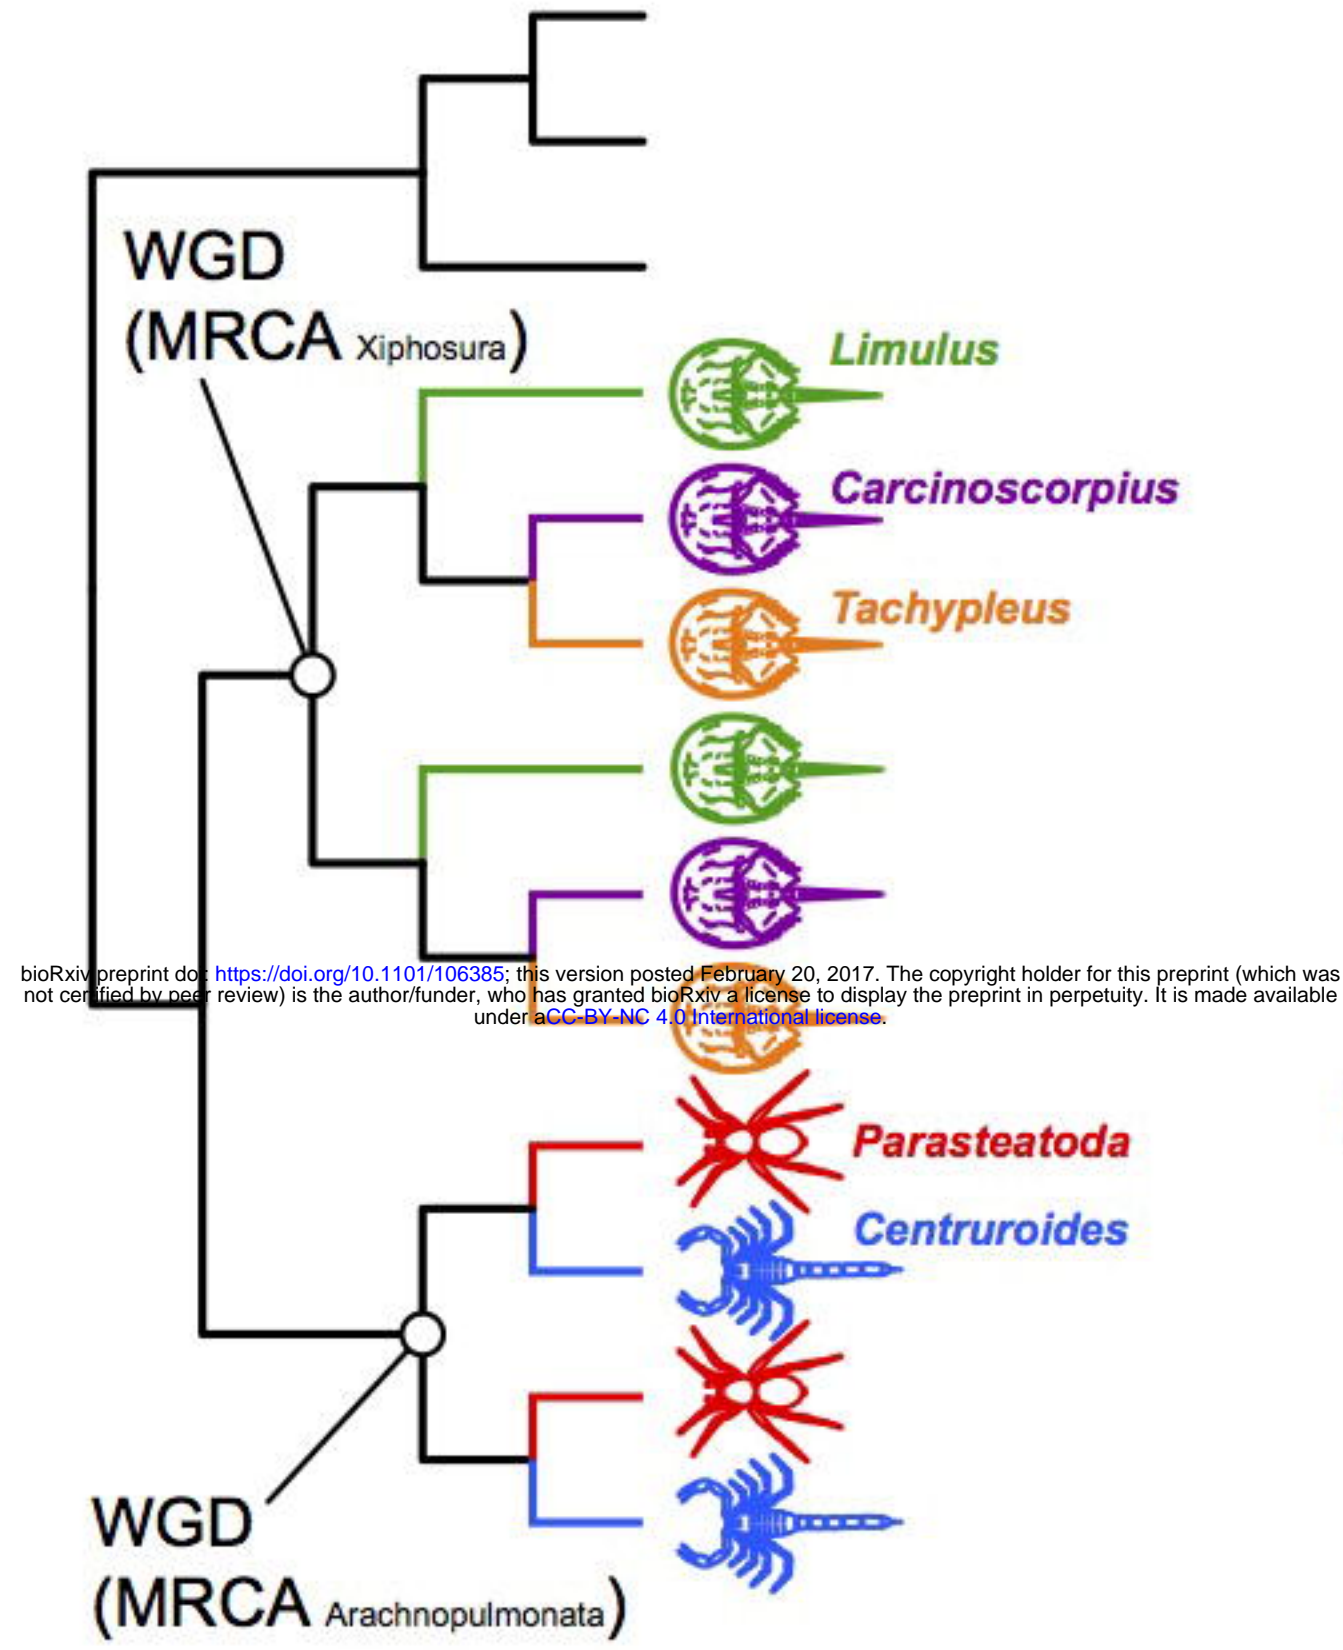 WGD
(MRCA Xiphosura)
Limulus
Carcinoscorpius
Tachypleus
bioRxiv preprint doi: https://doi.org/10.1101/106385; this version posted February 20, 2017. The copyright holder for this preprint (which was
not certified by peer review) is the author/funder, who has granted bioRxiv a license to display the preprint in perpetuity. It is made available
under aCC-BY-NC 4.0 International license.
Parasteatoda
Centruroides
WGD
(MRCA Arachnopulmonata)